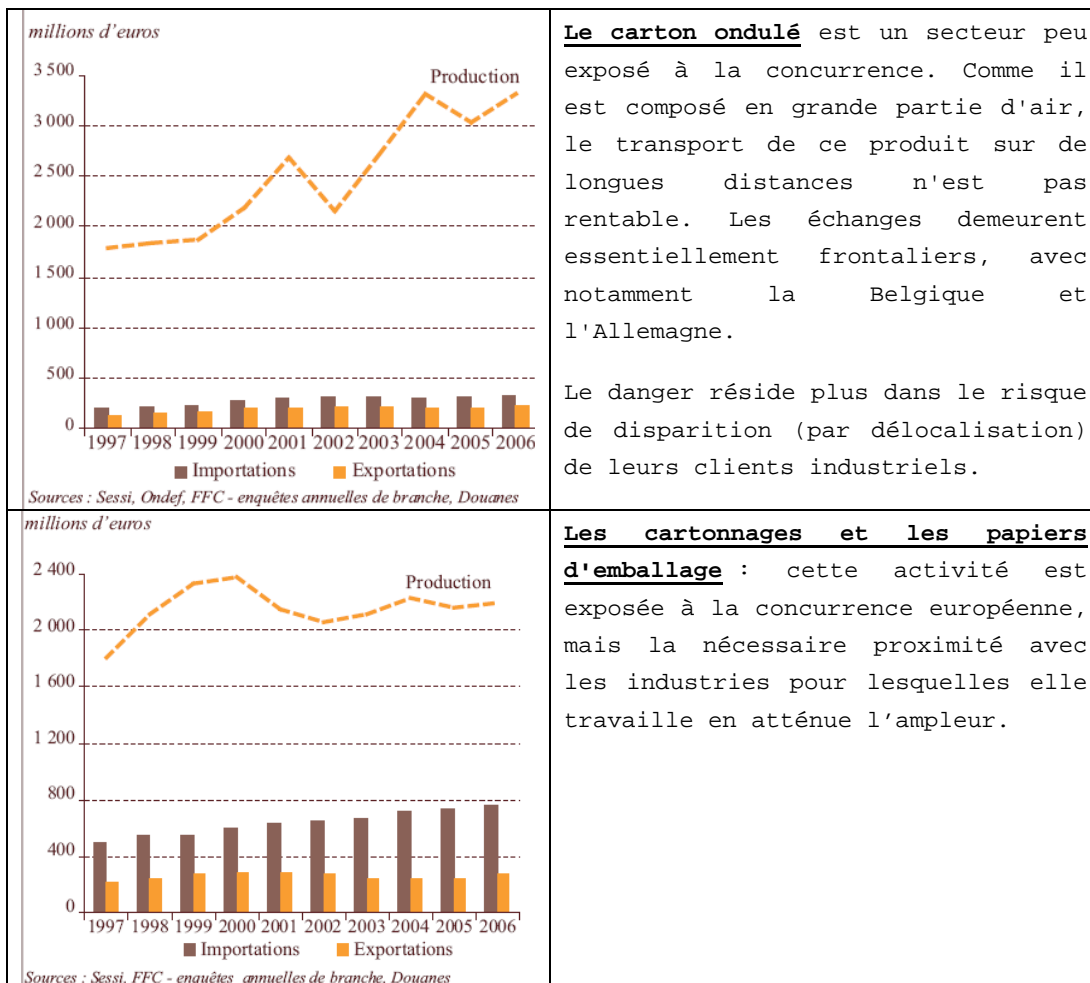 millions d'euros
3 500
Production
3 000
2 500
2 000
1 500
1 000
500
0
1997 1998 1999 2000 2001 2002 2003 2004 2005 2006
Importations Exportations
Sources : Sessi, Ondef, FFC - enquêtes annuelles de branche, Douanes
Le carton ondulé est un secteur peu
exposé à la concurrence. Comme il
est composé en grande partie d'air,
le transport de ce produit sur de
longues distances n'est pas
rentable. Les échanges demeurent
essentiellement frontaliers, avec
notamment la Belgique et
l'Allemagne.
Le danger réside plus dans le risque
de disparition (par délocalisation)
de leurs clients industriels.
millions d'euros
2 400
Production
2 000
1 600
1 200
800
400
0
1997 1998 1999 2000 2001 2002 2003 2004 2005 2006
Importations Exportations
Sources : Sessi, FFC - enquêtes annuelles de branche, Douanes
Les cartonnages et les papiers
d'emballage : cette activité est
exposée à la concurrence européenne,
mais la nécessaire proximité avec
les industries pour lesquelles elle
travaille en atténue l’ampleur.